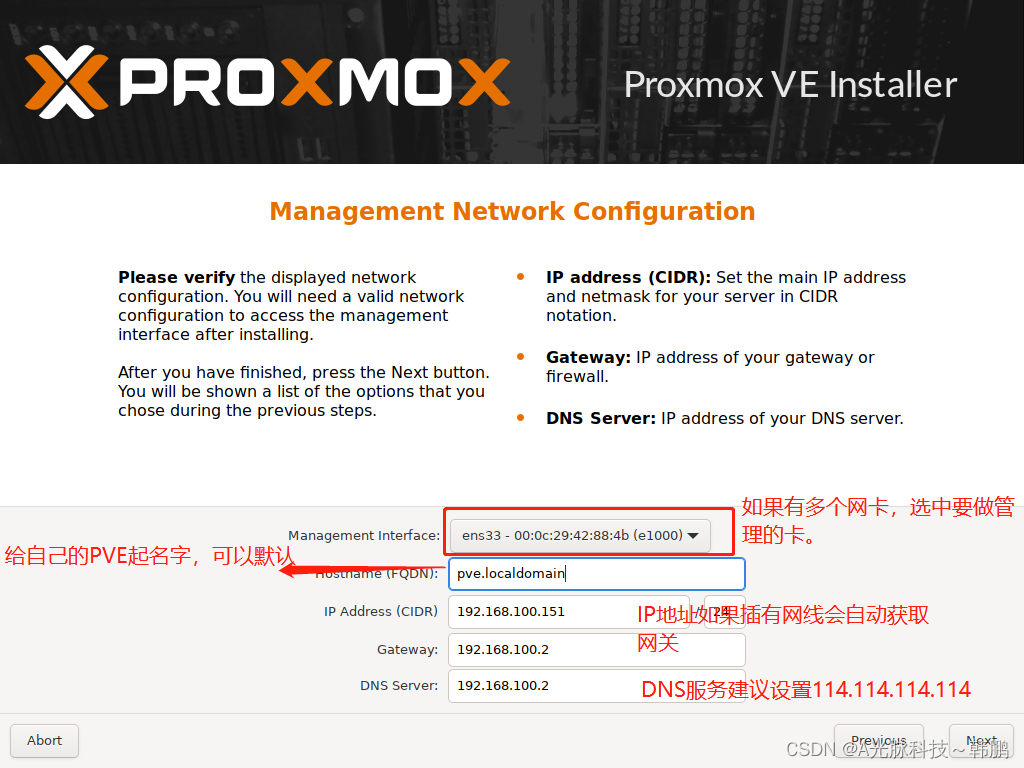 PROXMOX
Proxmox VE Installer
Management Network Configuration
Please verify the displayed network
configuration. You will need a valid network
configuration to access the management
interface after installing.
After you have finished, press the Next button.
You will be shown a list of the options that you
chose during the previous steps.
IP address (CIDR): Set the main IP address
and netmask for your server in CIDR
notation.
Gateway: IP address of your gateway or
firewall.
DNS Server: IP address of your DNS server.
如果有多个网卡，选中要做管
理的卡。
Management Interface: ens33 - 00:0c:29:42:88:4b (e1000)
给自己的PVE起名字，可以默认
Hostname (FQDN): pve.localdomain
IP Address (CIDR) 192.168.100.151 24
IP地址如果插有网线会自动获取
网关
Gateway: 192.168.100.2
DNS Server: 192.168.100.2
DNS服务建议设置114.114.114.114
Abort Previous Next
CSDN @A光脉科技～韩鹏